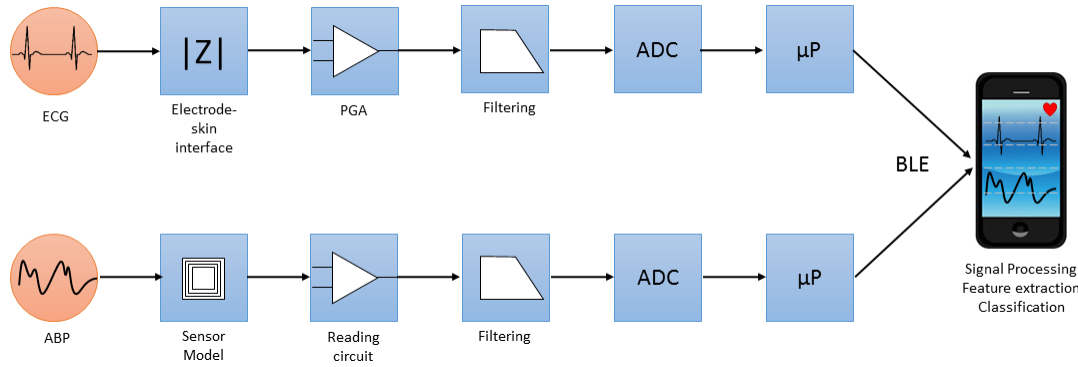 |Z|
ADC
µP
ECG
Electrode-
skin
interface
PGA
Filtering
BLE
ADC
µP
ABP
Sensor
Model
Reading
circuit
Filtering
Signal Processing
Feature extraction
Classification